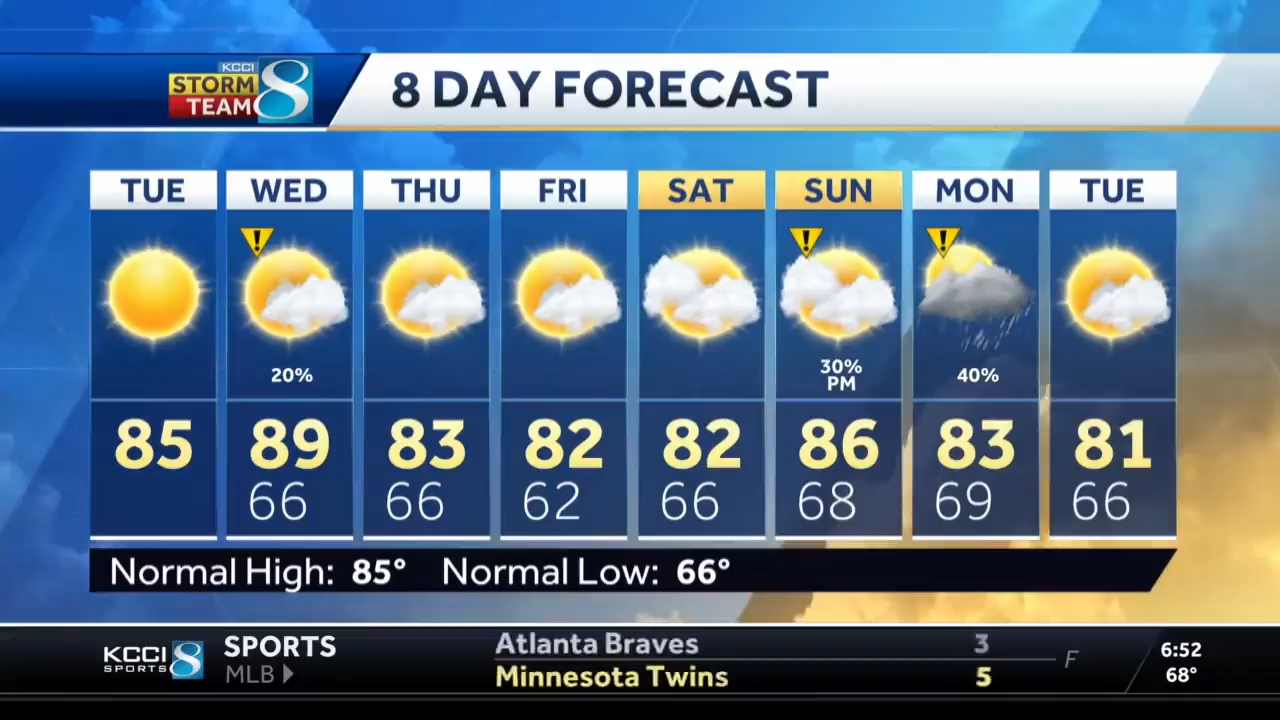 KCCI
STORM
TEAM 8
8 DAY FORECAST
TUE WED THU FRI SAT SUN MON TUE
! ! !
20% 30% PM 40%
85 89 83 82 82 86 83 81
66 66 62 66 68 69 66
Normal High: 85° Normal Low: 66°
KCCI 8
SPORTS
SPORTS
MLB
Atlanta Braves 3
Minnesota Twins 5
F
6:52
68°